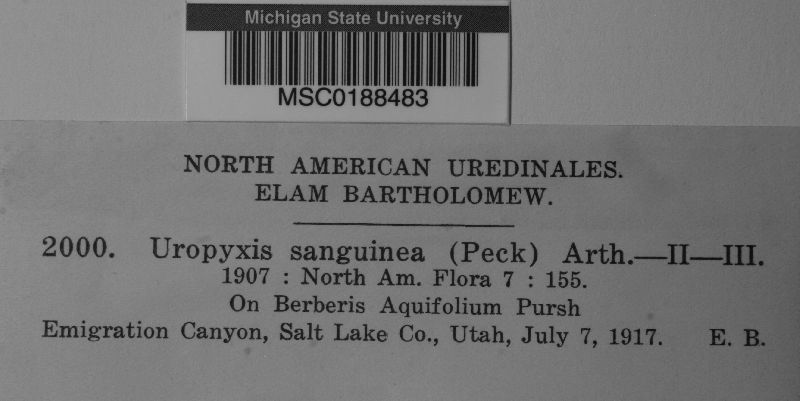 Michigan State University
MSC0188483
NORTH AMERICAN UREDINALES.
ELAM BARTHOLOMEW.
2000. Uropyxis sanguinea (Peck) Arth.—II—III.
1907 : North Am. Flora 7 : 155.
On Berberis Aquifolium Pursh
Emigration Canyon, Salt Lake Co., Utah, July 7, 1917. E. B.